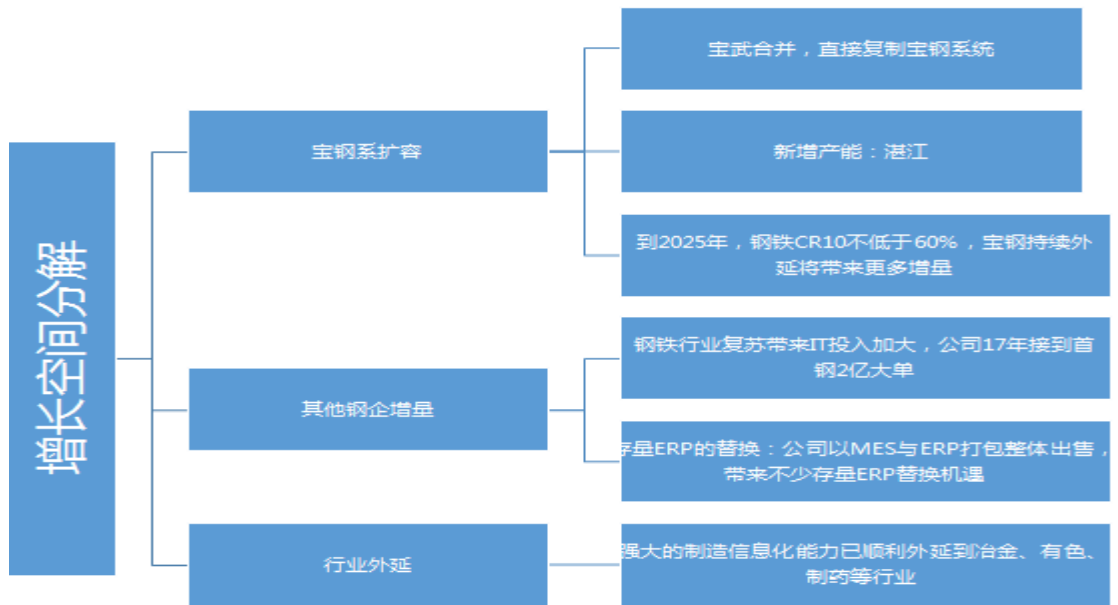 增长空间分解
宝钢系扩容
宝武合并，直接复制宝钢系统
新增产能：湛江
到2025年，钢铁CR10不低于60%，宝钢持续外
延将带来更多增量
其他钢企增量
钢铁行业复苏带来IT投入加大，公司17年接到首
钢2亿大单
存量ERP的替换：公司以MES与ERP打包整体出售，
带来不少存量ERP替换机遇
行业外延
强大的制造信息化能力已顺利外延到冶金、有色、
制药等行业